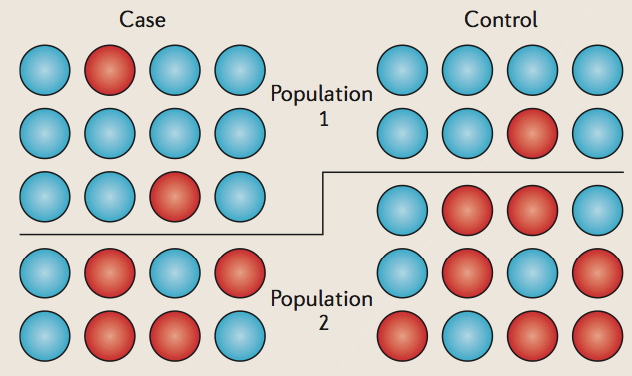 Case
Control
Population
1
Population
2